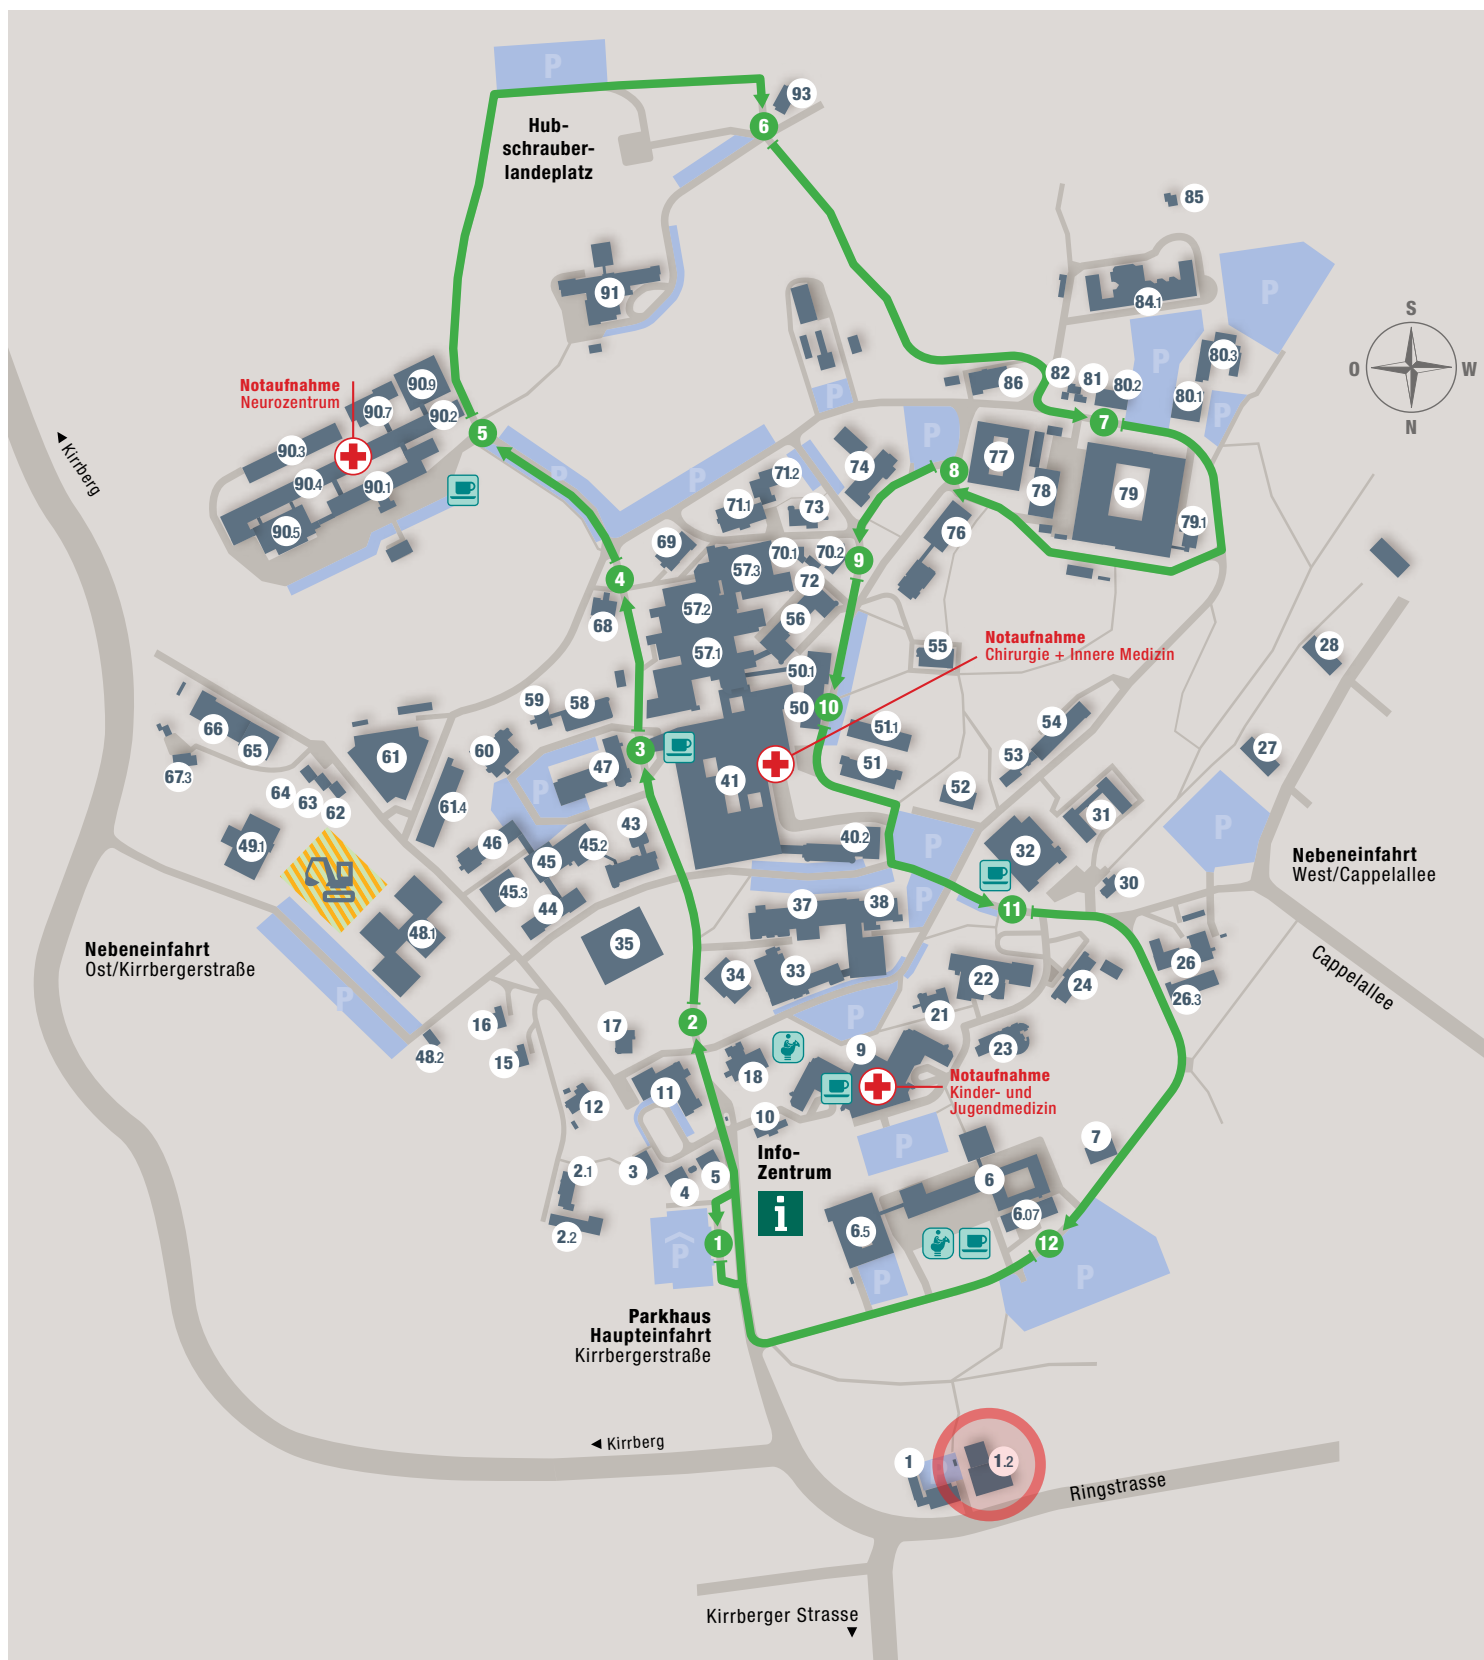 P
93
6
Hub-
schrauber-
landeplatz
85
91
84.1
P
S
O
W
N
P
80.3
82
81
80.2
80.1
86
P
P
7
Notaufnahme
Neurozentrum
90.9
90.7
90.2
90.3
90.4
90.1
90.5
5
Kirrberg
P
P
71.2
71.1
73
74
P
8
77
78
79
79.1
76
69
57.3
70.1
70.2
9
72
4
68
57.2
56
57.1
50.1
50
10
55
Notaufnahme
Chirurgie + Innere Medizin
28
59
58
66
65
67.3
61
60
3
47
P
41
51.1
51
54
53
52
27
64
63
62
61.4
49.1
46
45
45.2
43
45.3
44
40.2
P
32
31
P
30
Nebeneinfahrt
West/Cappelallee
P
11
37
38
35
48.1
Nebeneinfahrt
Ost/Kirrbergerstraße
P
34
33
22
24
26
26.3
Cappelallee
16
17
2
P
21
48.2
15
18
9
23
Notaufnahme
Kinder- und
Jugendmedizin
12
11
10
P
7
Info-
Zentrum
i
2.1
3
5
4
6
6.07
6.5
2.2
1
P
P
12
P
Parkhaus
Haupteinfahrt
Kirrbergerstraße
Kirrberg
1
P
1.2
Ringstrasse
Kirrberger Strasse